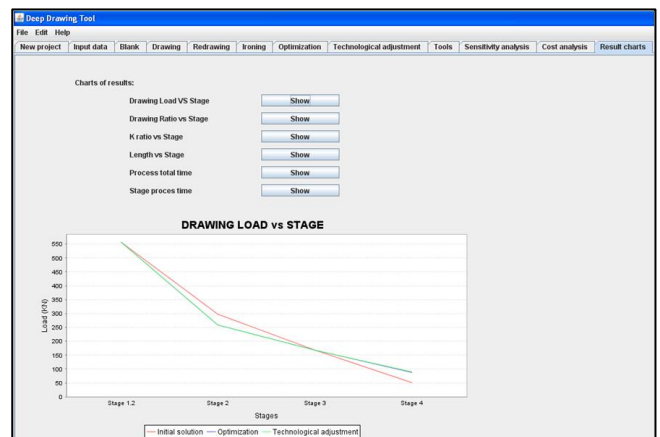 Deep Drawing Tool
File Edit Help
New project Input data Blank Drawing Redrawing Ironing Optimization Technological adjustment Tools Sensitivity analysis Cost analysis Result charts
Charts of results:
Drawing Load VS Stage Show
Drawing Ratio vs Stage Show
K ratio vs Stage Show
Length vs Stage Show
Process total time Show
Stage proces time Show
DRAWING LOAD vs STAGE
550
500
450
400
350
300
250
200
150
100
50
0
Load (KN)
Stage 1.2 Stage 2 Stage 3 Stage 4
Stages
Initial solution Optimization Technological adjustment